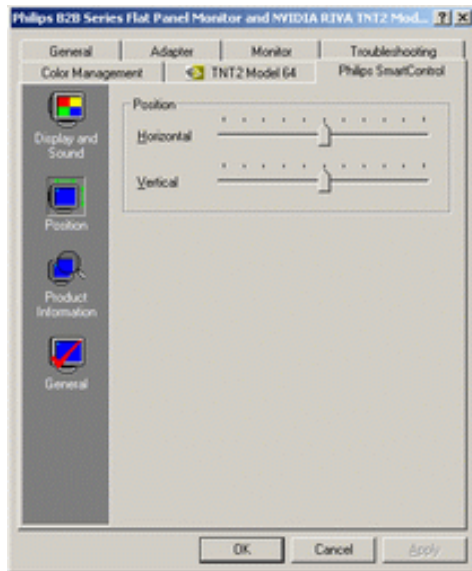 Philips B2B Series Flat Panel Monitor and NVIDIA RIVA TNT2 Mod...
General Adapter Monitor Troubleshooting
Color Management TNT2 Model 64 Philips SmartControl
Display and
Sound
Position
Product
Information
General
Position
Horizontal
Vertical
OK Cancel Apply